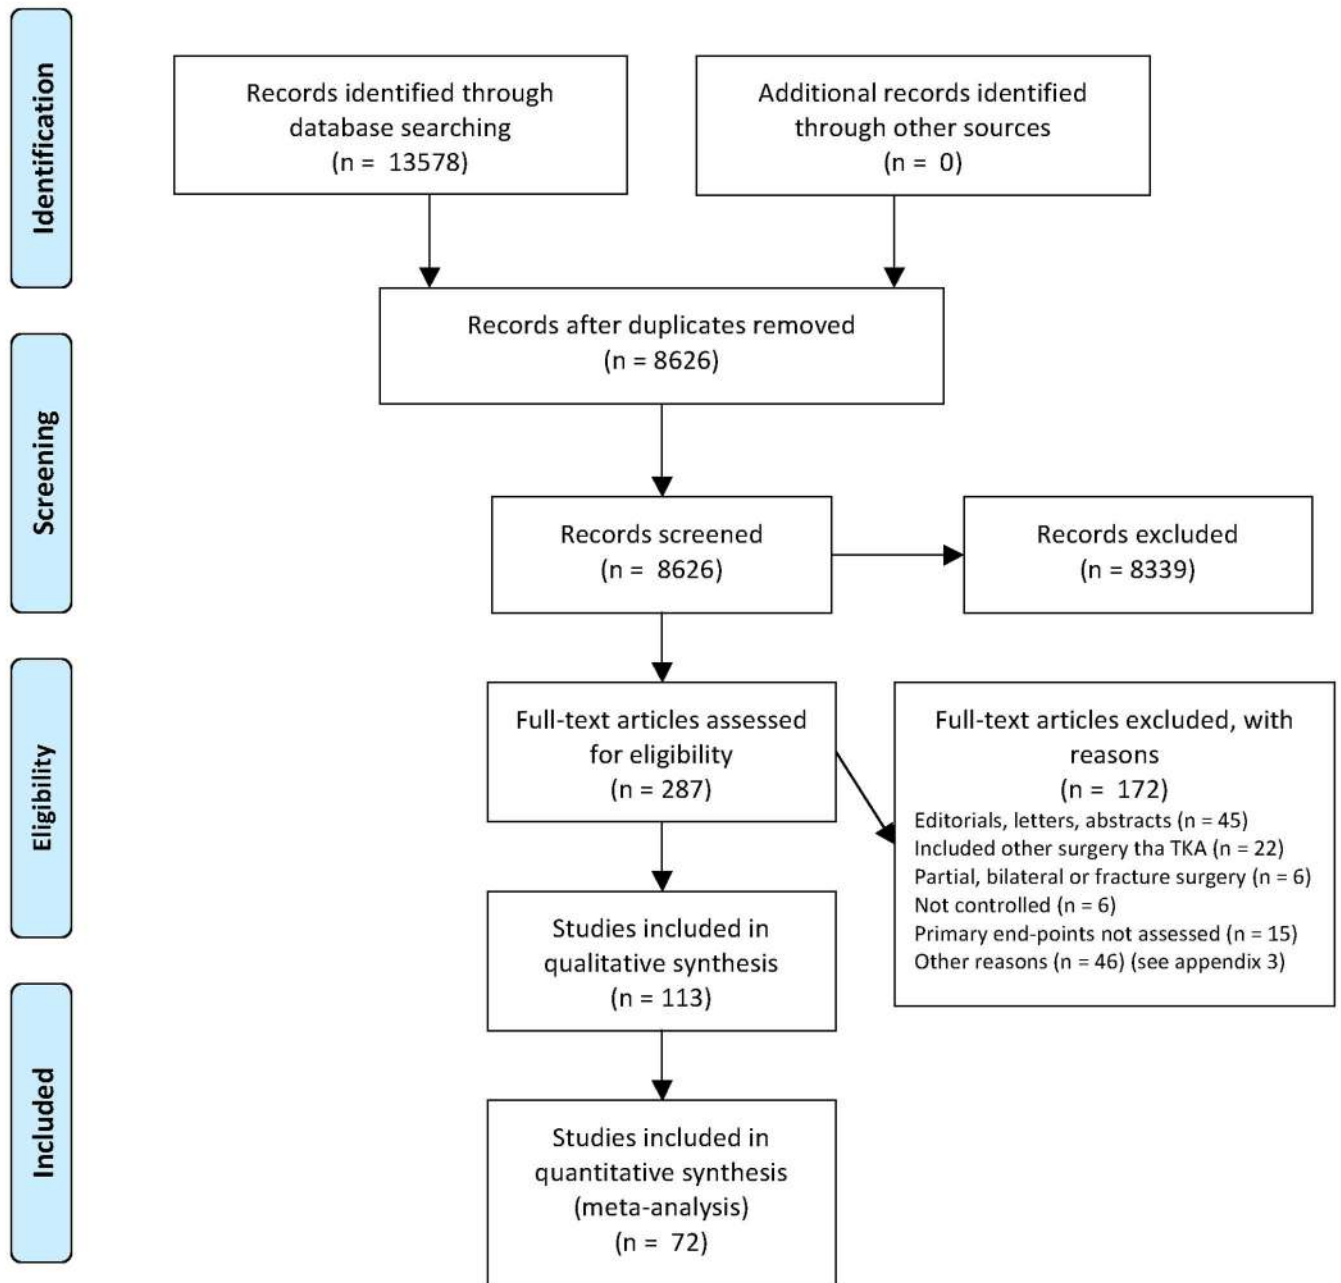 Identification
Records identified through
database searching
(n = 13578)
Additional records identified
through other sources
(n = 0)
Records after duplicates removed
(n = 8626)
Screening
Records screened
(n = 8626)
Records excluded
(n = 8339)
Eligibility
Full-text articles assessed
for eligibility
(n = 287)
Full-text articles excluded, with
reasons
(n = 172)
Editorials, letters, abstracts (n = 45)
Included other surgery tha TKA (n = 22)
Partial, bilateral or fracture surgery (n = 6)
Not controlled (n = 6)
Primary end-points not assessed (n = 15)
Other reasons (n = 46) (see appendix 3)
Studies included in
qualitative synthesis
(n = 113)
Included
Studies included in
quantitative synthesis
(meta-analysis)
(n = 72)